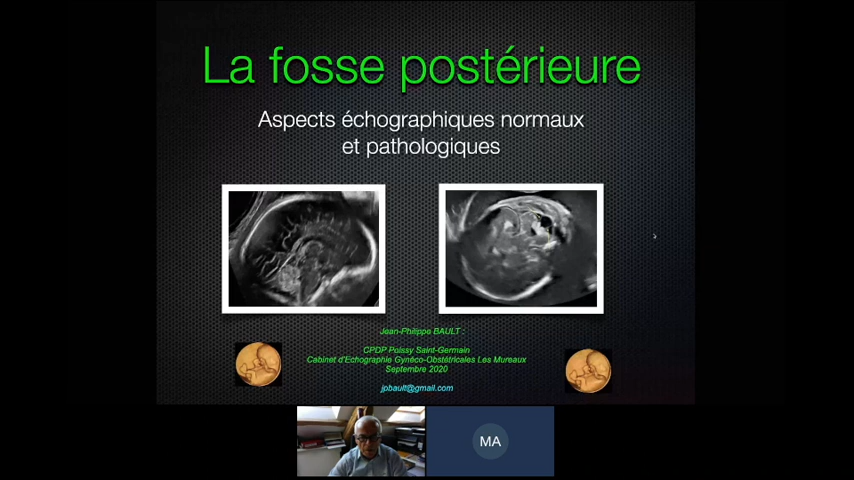 La fosse postérieure
Aspects échographiques normaux
et pathologiques
Jean-Philippe BAULT :
CPDP Poissy Saint-Germain
Cabinet d'Echographie Gynéco-Obstétricales Les Mureaux
Septembre 2020
jpbault@gmail.com
MA